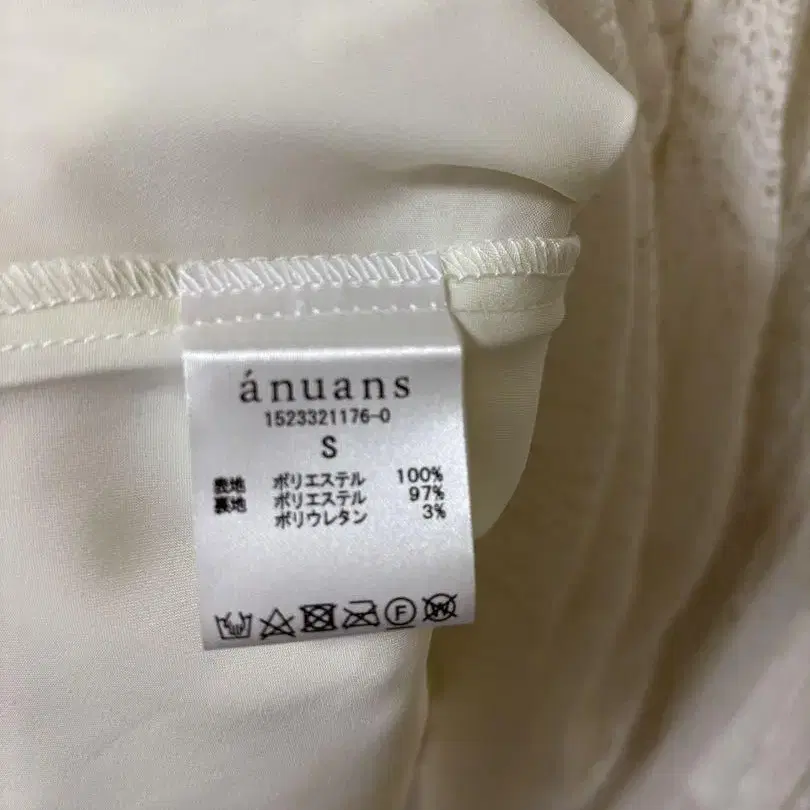 ánuans
1523321176-0
S
表地 ポリエステル 100%
裏地 ポリエステル 97%
ポリウレタン 3%
F W